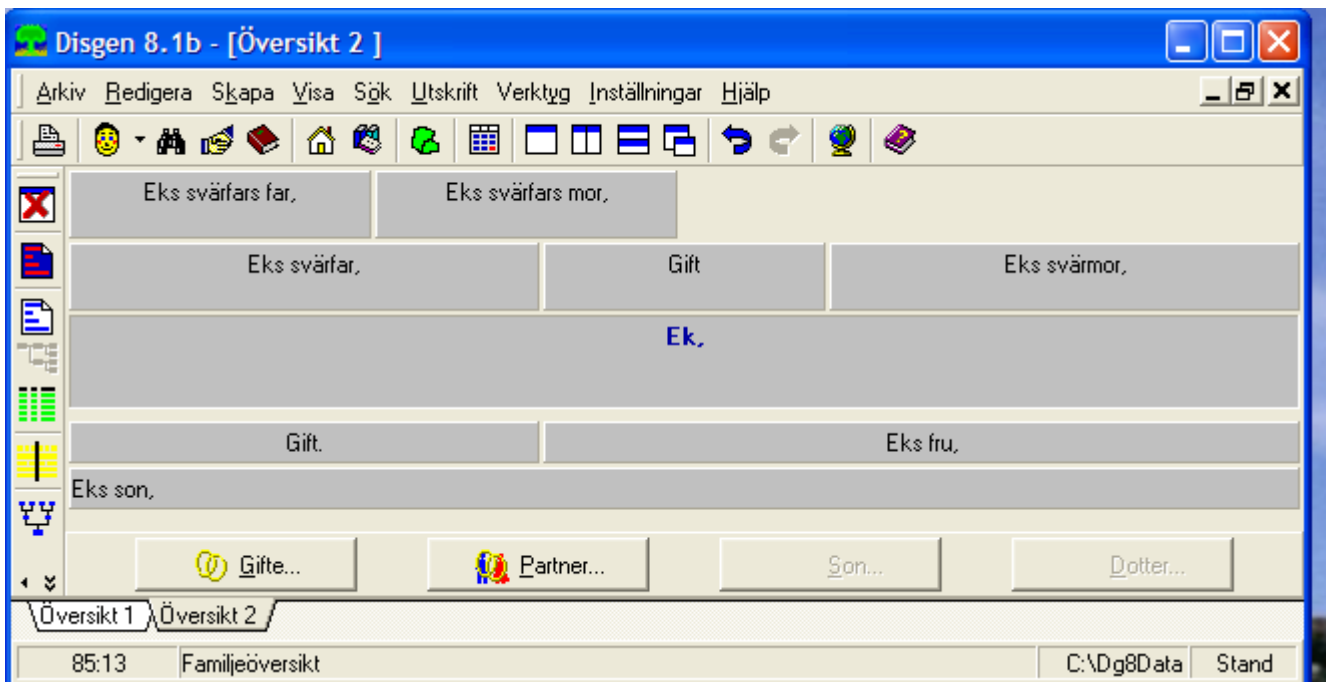 Disgen 8.1b - [Översikt 2 ]
Arkiv Redigera Skapa Visa Sök Utskrift Verktyg Inställningar Hjälp
Eks svärfars far, Eks svärfars mor,
Eks svärfar, Gift Eks svärmor,
Ek,
Gift. Eks fru,
Eks son,
Gifte... Partner... Son... Dotter...
Översikt 1 Översikt 2
85:13 Familjeöversikt C:\Dg8Data Stand